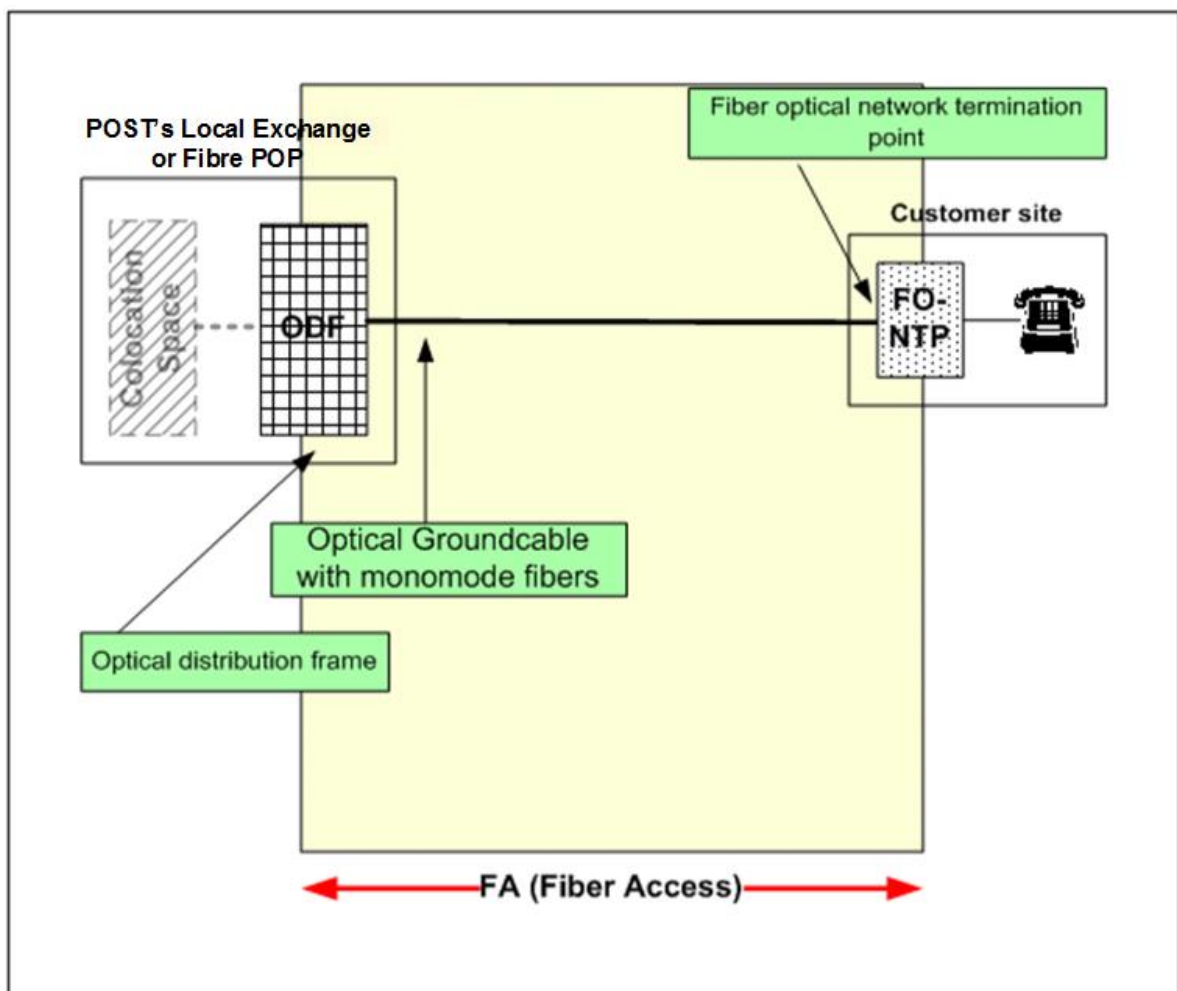 Fiber optical network termination
point
POST's Local Exchange
or Fibre POP
Customer site
Colocation
Space
ODF
FO-
NTP
Optical Groundcable
with monomode fibers
Optical distribution frame
FA (Fiber Access)